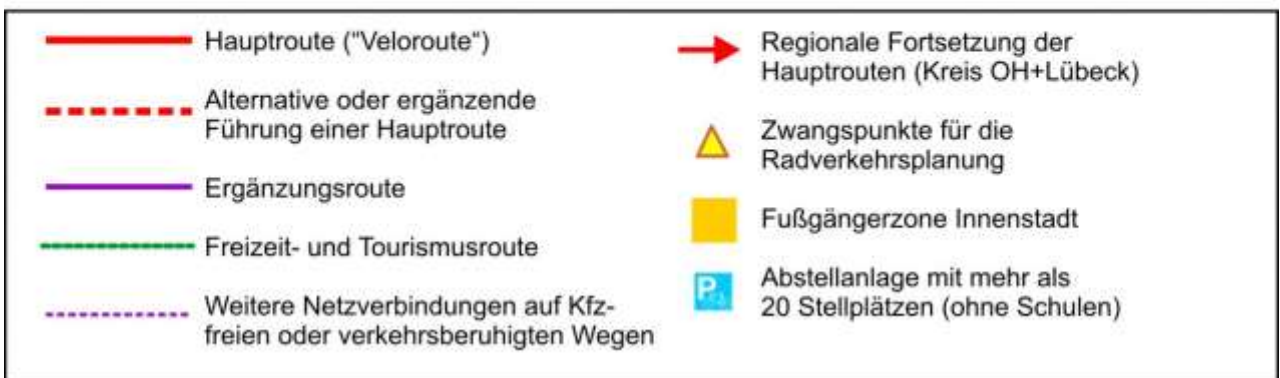 Hauptroute ("Veloroute“)
Alternative oder ergänzende
Führung einer Hauptroute
Ergänzungsroute
Freizeit- und Tourismusroute
Weitere Netzverbindungen auf Kfz-
freien oder verkehrsberuhigten Wegen
Regionale Fortsetzung der
Hauptrouten (Kreis OH+Lübeck)
Zwangspunkte für die
Radverkehrsplanung
Fußgängerzone Innenstadt
P
Abstellanlage mit mehr als
20 Stellplätzen (ohne Schulen)